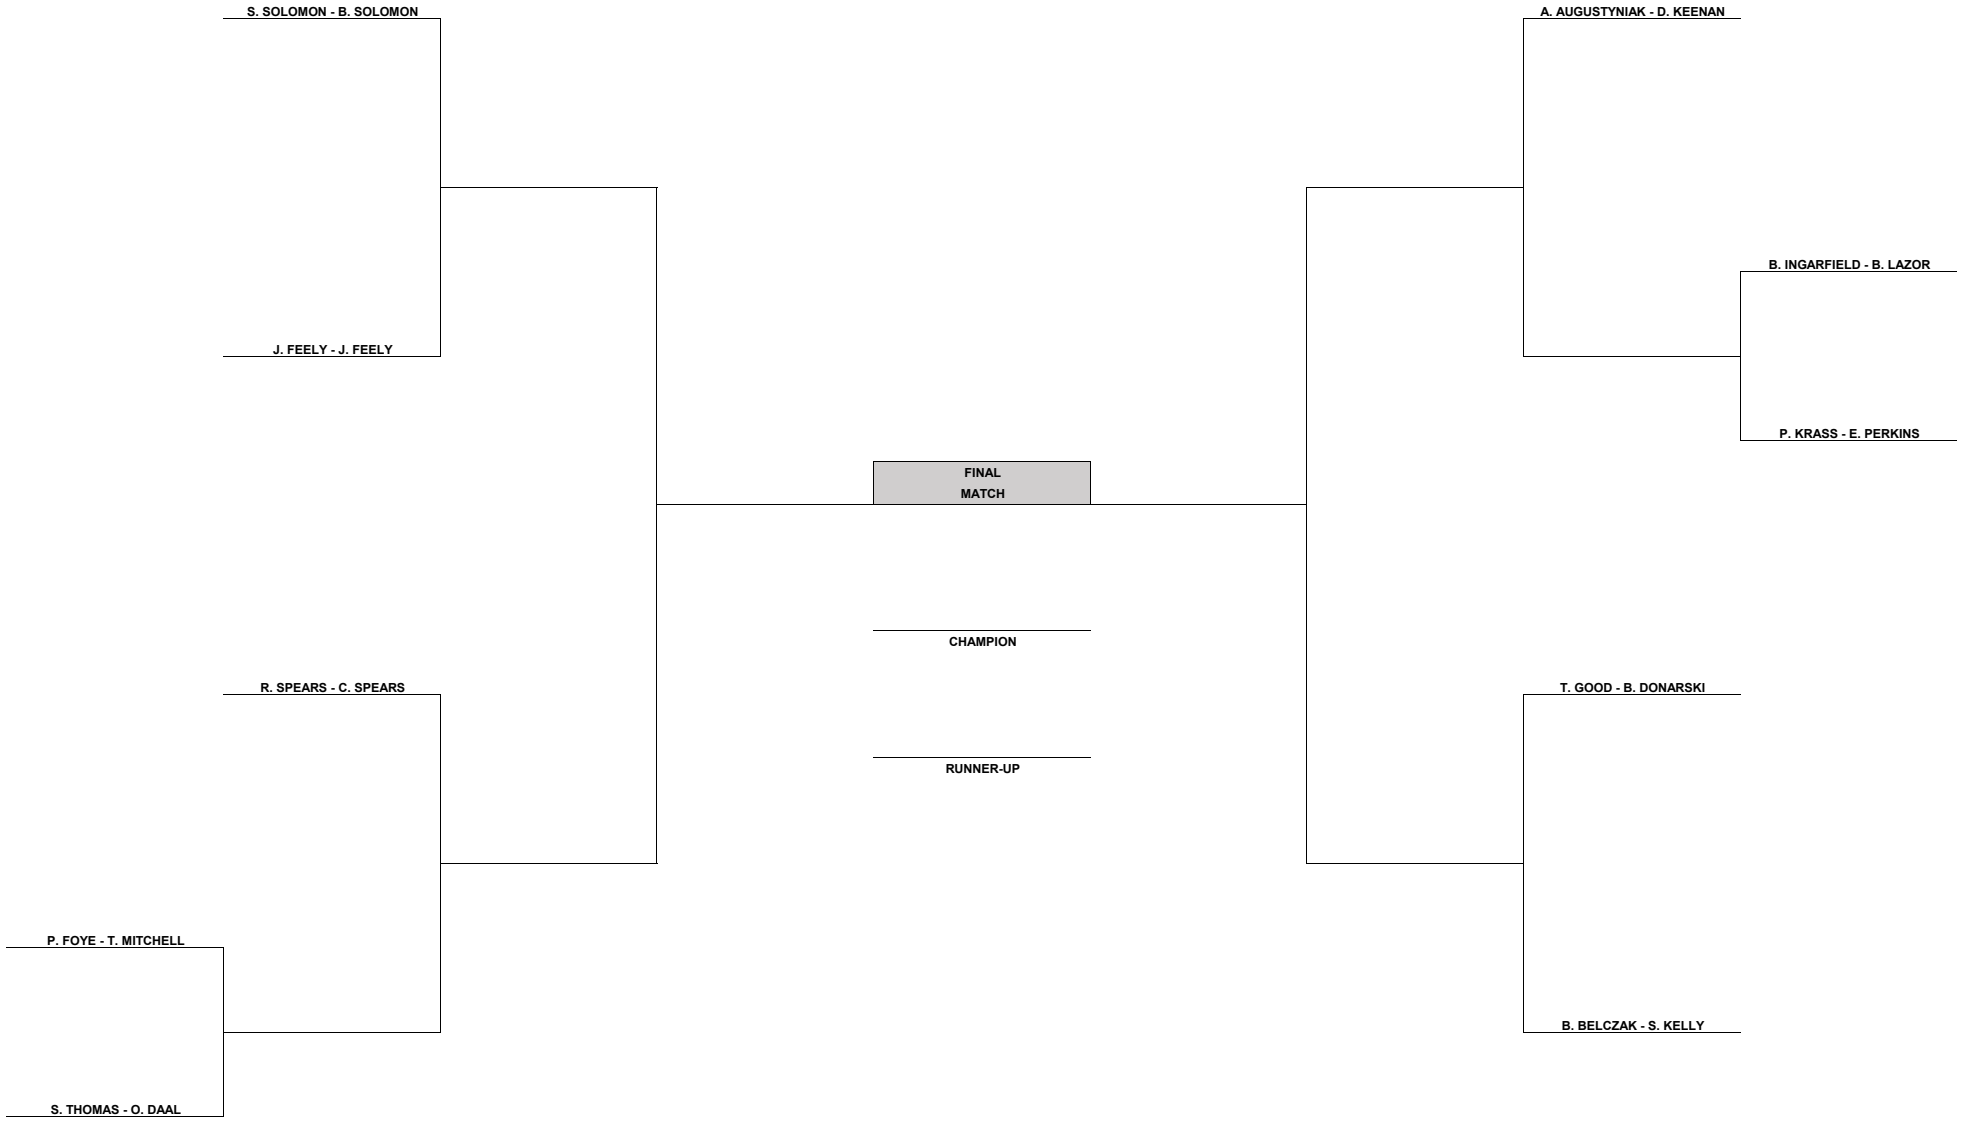 S. SOLOMON - B. SOLOMON
A. AUGUSTYNIAK - D. KEENAN
B. INGARFIELD - B. LAZOR
J. FEELY - J. FEELY
P. KRASS - E. PERKINS
FINAL
MATCH
CHAMPION
R. SPEARS - C. SPEARS
T. GOOD - B. DONARSKI
RUNNER-UP
P. FOYE - T. MITCHELL
B. BELCZAK - S. KELLY
S. THOMAS - O. DAAL